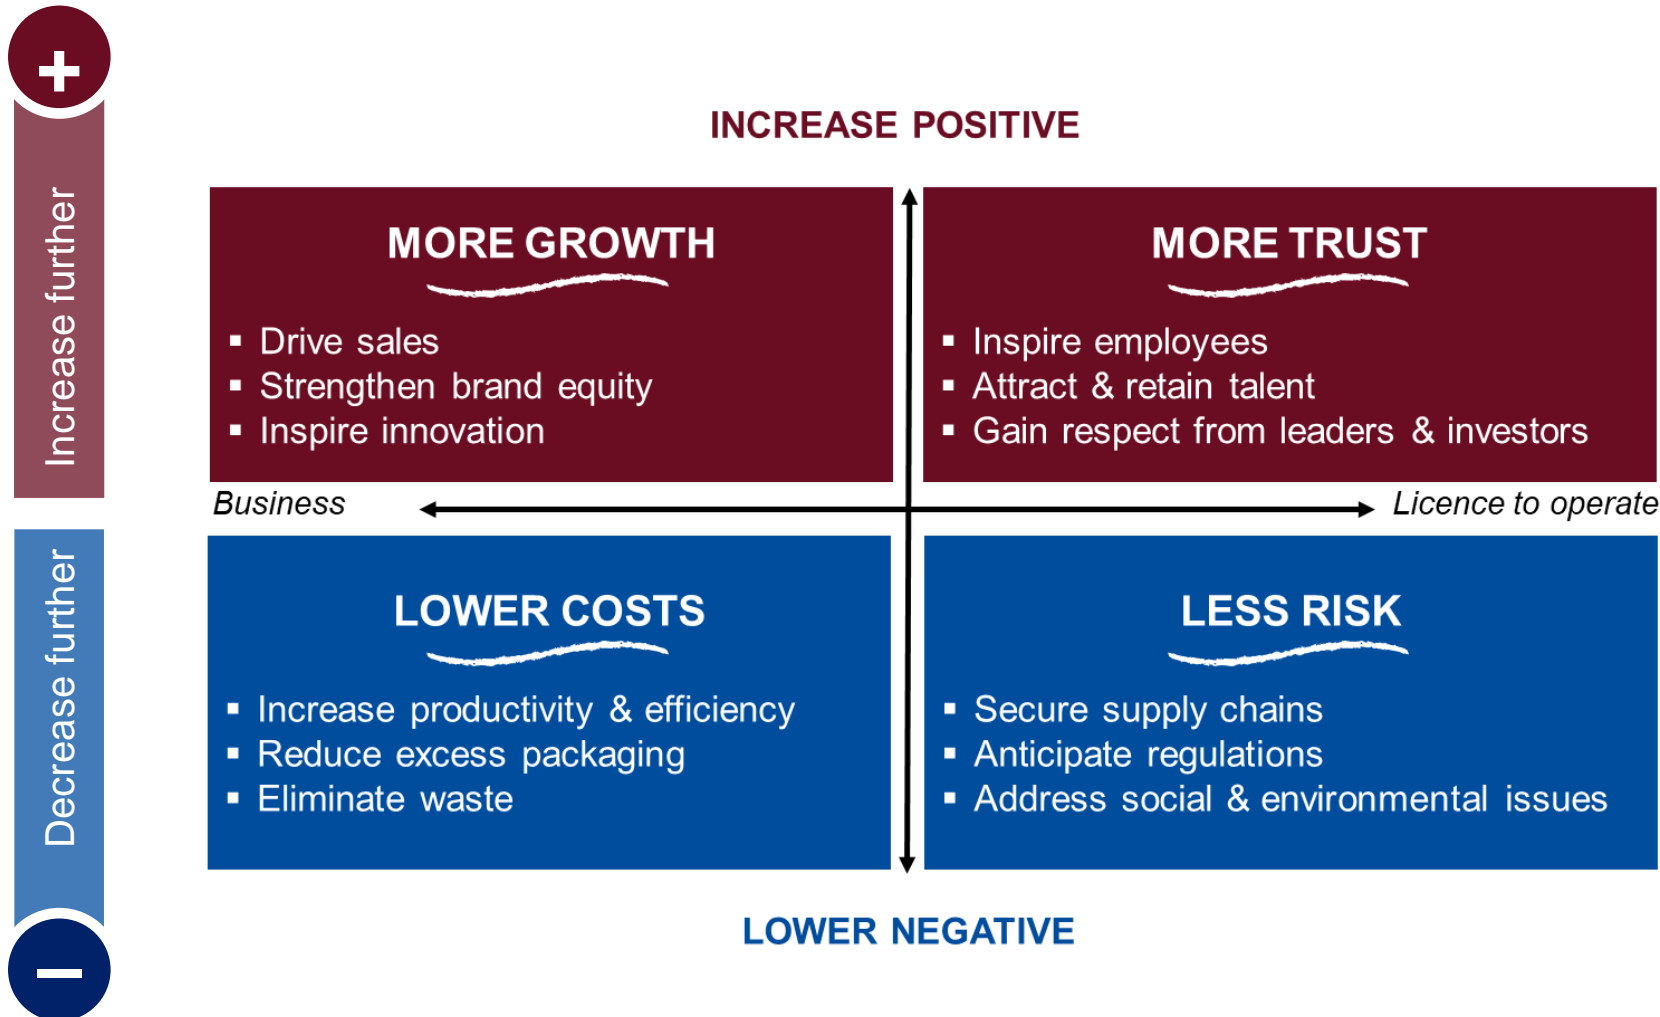 +
Increase further
INCREASE POSITIVE
MORE GROWTH
▪ Drive sales
▪ Strengthen brand equity
▪ Inspire innovation
MORE TRUST
▪ Inspire employees
▪ Attract & retain talent
▪ Gain respect from leaders & investors
Business
Licence to operate
Decrease further
LOWER COSTS
▪ Increase productivity & efficiency
▪ Reduce excess packaging
▪ Eliminate waste
LESS RISK
▪ Secure supply chains
▪ Anticipate regulations
▪ Address social & environmental issues
LOWER NEGATIVE
−